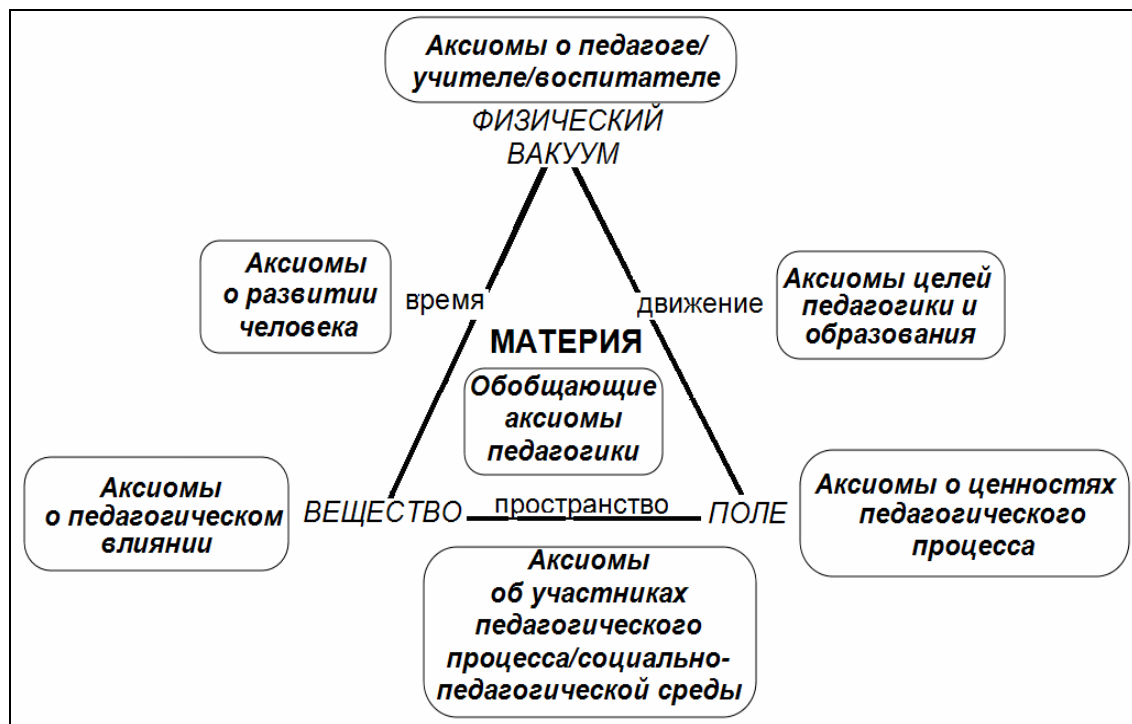 Аксиомы о педагоге/
учителе/воспитателе
ФИЗИЧЕСКИЙ
ВАКУУМ
Аксиомы
о развитии
человека
время
движение
Аксиомы целей
педагогики и
образования
МАТЕРИЯ
Обобщающие
аксиомы
педагогики
Аксиомы
о педагогическом
влиянии
ВЕЩЕСТВО
пространство
ПОЛЕ
Аксиомы о ценностях
педагогического
процесса
Аксиомы
об участниках
педагогического
процесса/социально-
педагогической среды